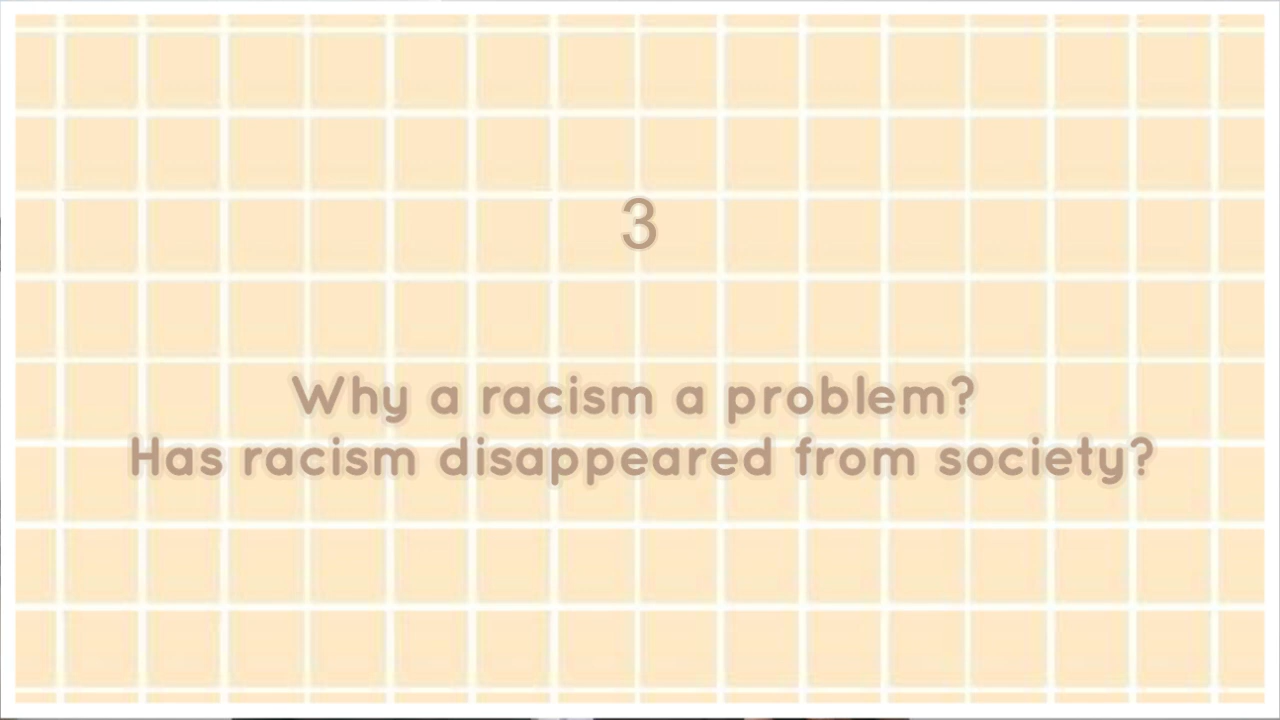 3
Why a racism a problem?
Has racism disappeared from society?